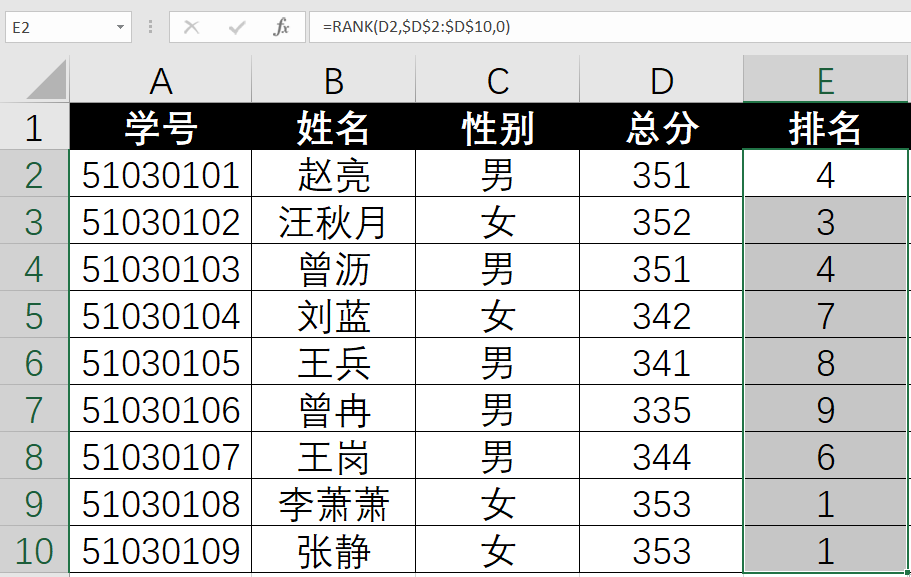 E2 fx =RANK(D2,$D$2:$D$10,0)
A B C D E
1 学号 姓名 性别 总分 排名
2 51030101 赵亮 男 351 4
3 51030102 汪秋月 女 352 3
4 51030103 曾沥 男 351 4
5 51030104 刘蓝 女 342 7
6 51030105 王兵 男 341 8
7 51030106 曾冉 男 335 9
8 51030107 王岗 男 344 6
9 51030108 李萧萧 女 353 1
10 51030109 张静 女 353 1